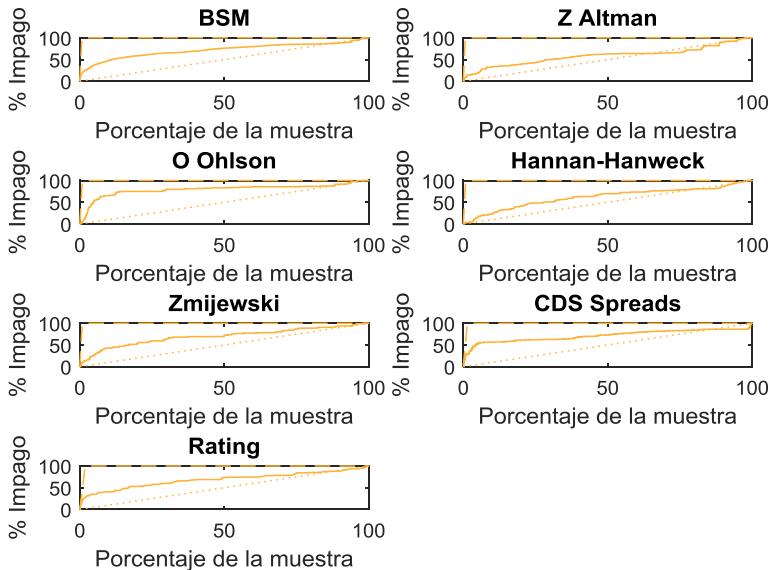 BSM
% Impago
100
50
0
0 50 100
Porcentaje de la muestra
Z Altman
% Impago
100
50
0
0 50 100
Porcentaje de la muestra
O Ohlson
% Impago
100
50
0
0 50 100
Porcentaje de la muestra
Hannan-Hanweck
% Impago
100
50
0
0 50 100
Porcentaje de la muestra
Zmijewski
% Impago
100
50
0
0 50 100
Porcentaje de la muestra
CDS Spreads
% Impago
100
50
0
0 50 100
Porcentaje de la muestra
Rating
% Impago
100
50
0
0 50 100
Porcentaje de la muestra